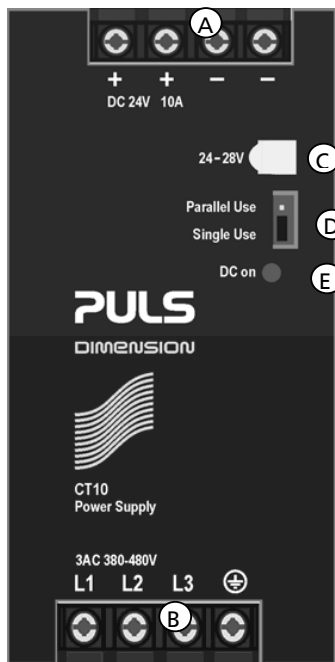 A
+ + − −
DC 24V 10A
24–28V C
Parallel Use
D
Single Use
DC on E
PULS
DIMENSION
CT10
Power Supply
3AC 380-480V
L1 L2 L3
B